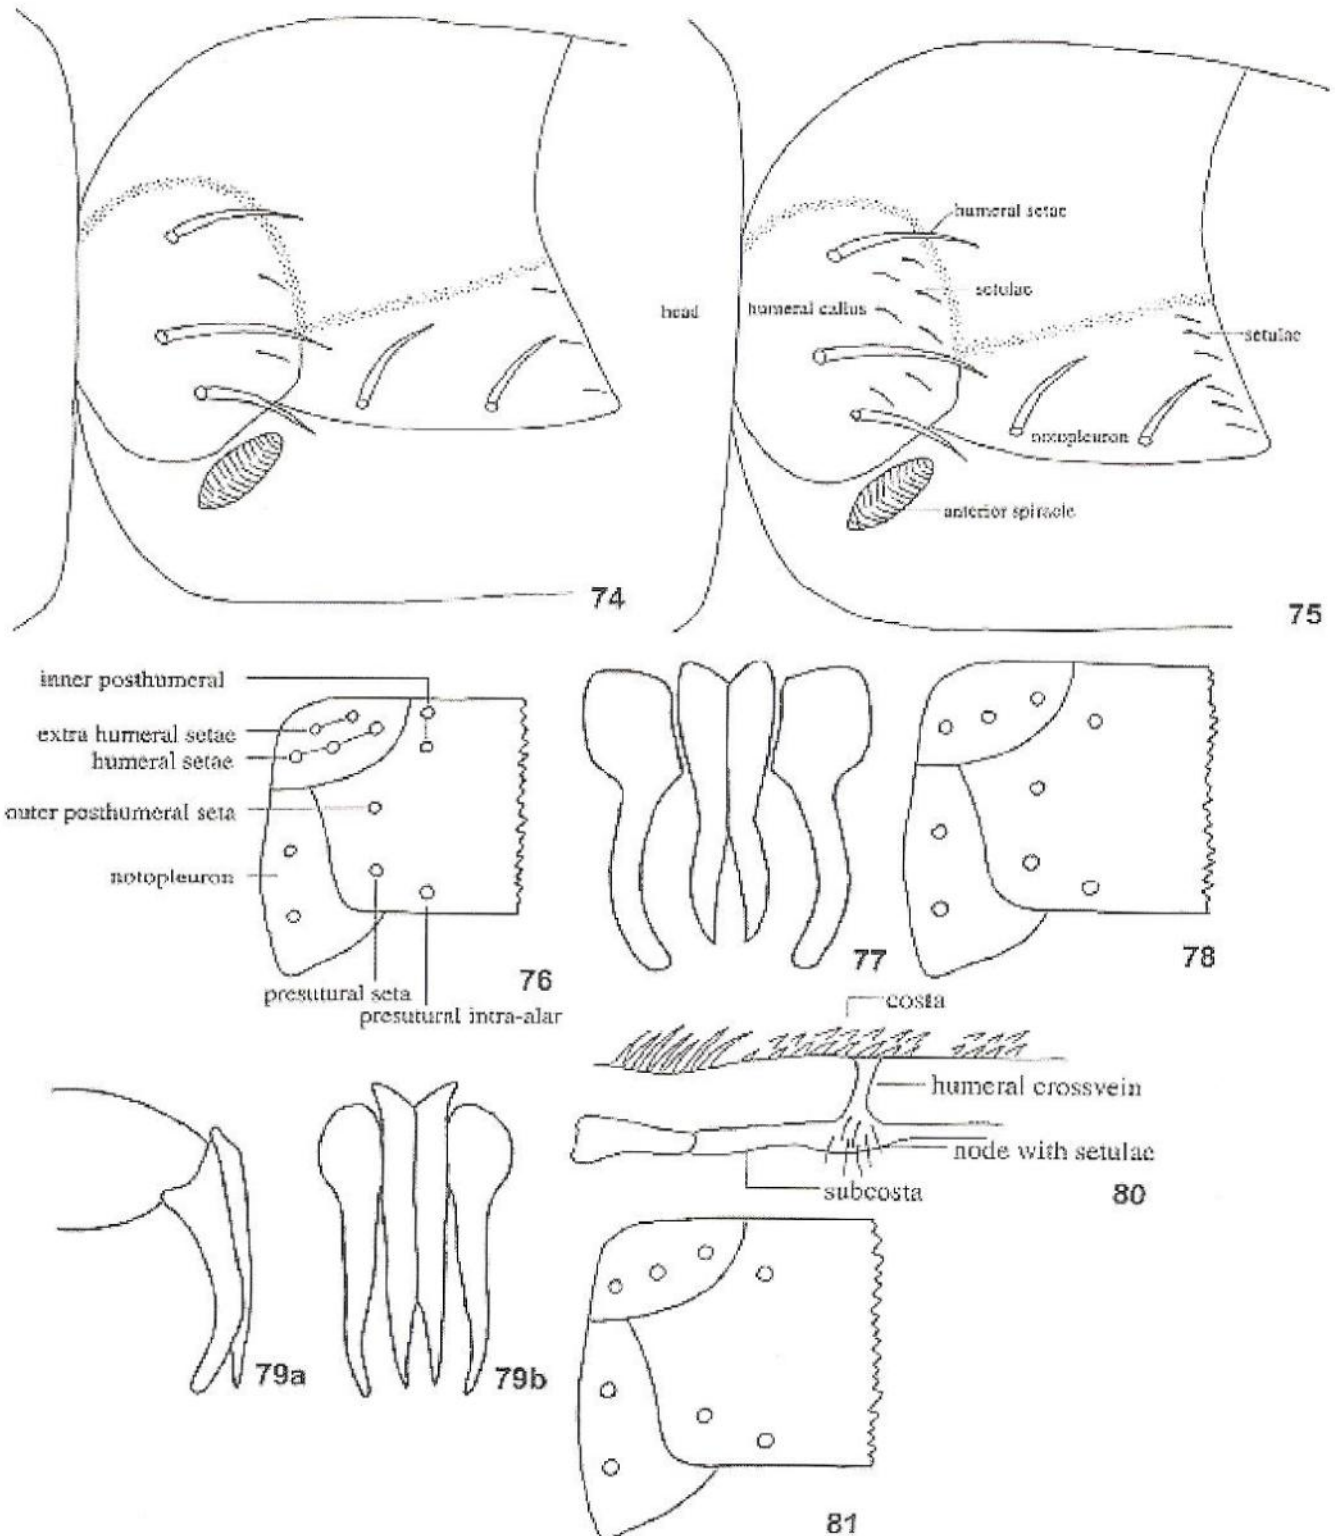 humeral setae
setulae
head
humeral callus
setulae
notopleuron
anterior spiracle
74
75
inner posthumeral
extra humeral setae
humeral setae
outer posthumeral seta
notopleuron
presutural seta
presutural intra-alar
76
77
78
costa
humeral crossvein
node with setulae
subcosta
80
79a
79b
81